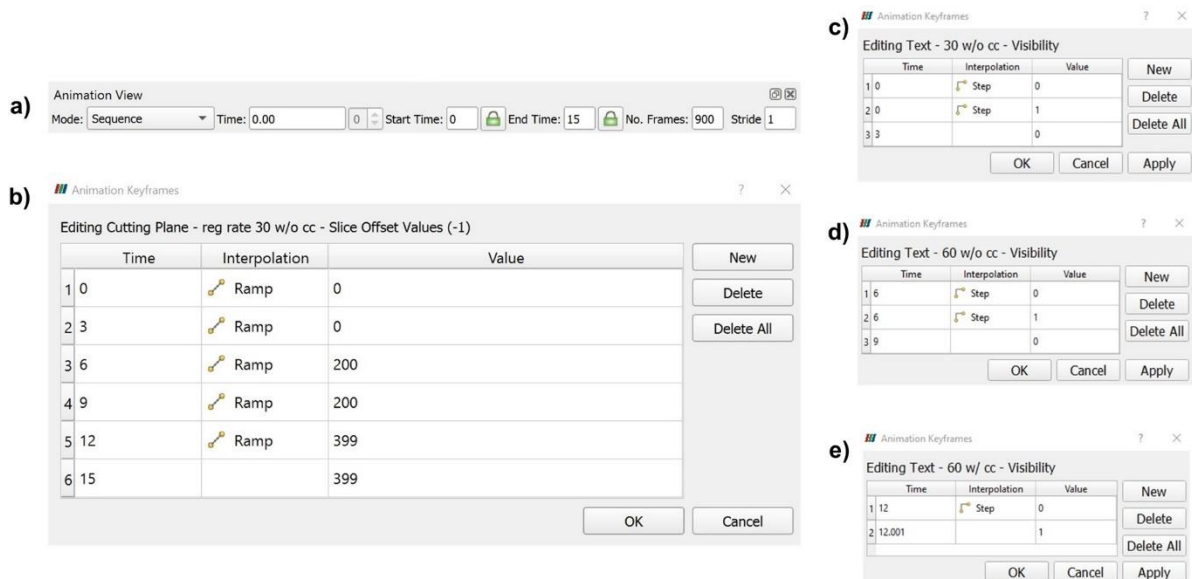 a)
Animation View
Mode: Sequence Time: 0.00 0 Start Time: 0 End Time: 15 No. Frames: 900 Stride 1
b)
Animation Keyframes ?
Editing Cutting Plane - reg rate 30 w/o cc - Slice Offset Values (-1)
Time Interpolation Value New
1 0 Ramp 0
Delete
2 3 Ramp 0
Delete All
3 6 Ramp 200
4 9 Ramp 200
5 12 Ramp 399
6 15 399
OK Cancel
c)
Animation Keyframes ?
Editing Text - 30 w/o cc - Visibility
Time Interpolation Value New
1 0 Step 0
Delete
2 0 Step 1
Delete All
3 3 0
OK Cancel Apply
d)
Animation Keyframes ?
Editing Text - 60 w/o cc - Visibility
Time Interpolation Value New
1 6 Step 0
Delete
2 6 Step 1
Delete All
3 9 0
OK Cancel Apply
e)
Animation Keyframes ?
Editing Text - 60 w/ cc - Visibility
Time Interpolation Value New
1 12 Step 0
Delete
2 12.001 1
Delete All
OK Cancel Apply